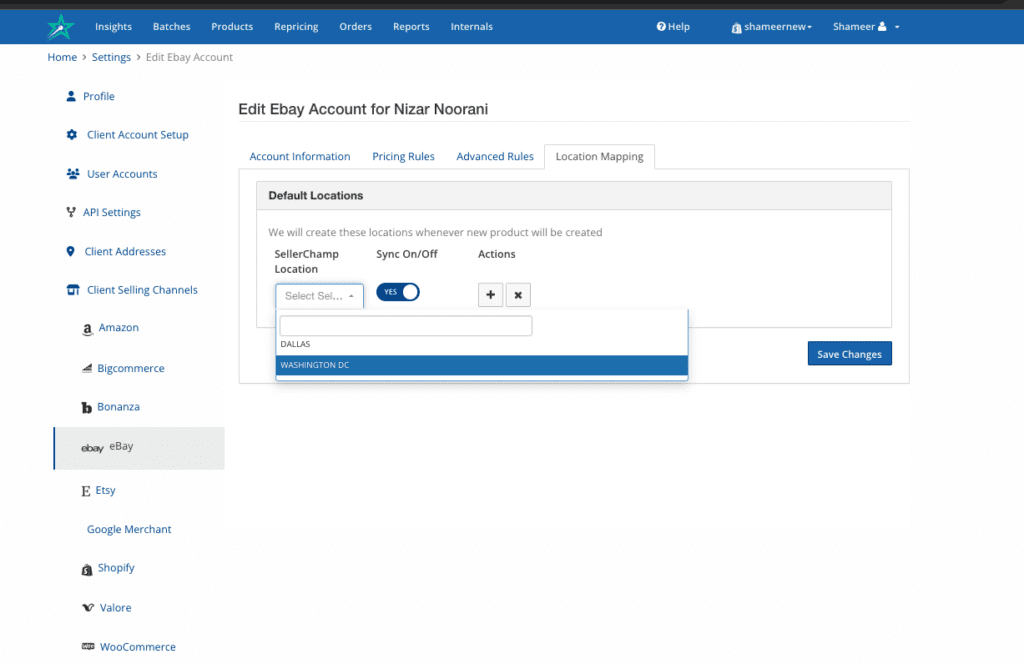 Insights Batches Products Repricing Orders Reports Internals Help shameernew Shameer
Home > Settings > Edit Ebay Account
Profile
Client Account Setup
User Accounts
API Settings
Client Addresses
Client Selling Channels
a Amazon
Bigcommerce
b Bonanza
ebay eBay
E Etsy
Google Merchant
Shopify
Valore
WOO WooCommerce
Edit Ebay Account for Nizar Noorani
Account Information Pricing Rules Advanced Rules Location Mapping
Default Locations
We will create these locations whenever new product will be created
SellerChamp Location Sync On/Off Actions
Select Sel... YES
DALLAS
WASHINGTON DC
Save Changes